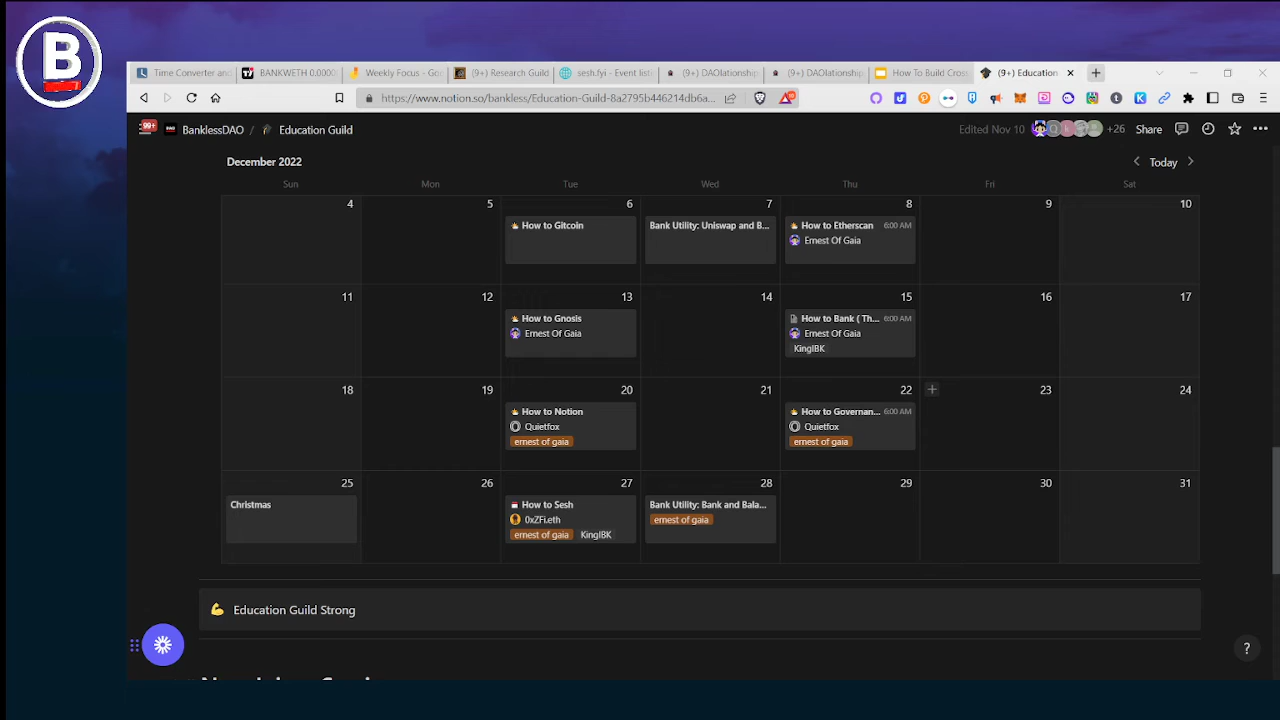 B
Time Converter and
BANKWETH 0.0000
Weekly Focus - Go
(9+) Research Guild
sesh.fyi - Event list
(9+) DAOlationship
(9+) DAOlationship
How To Build Cross
(9+) Education
https://www.notion.so/bankless/Education-Guild-8a2795b446214db6a...
99+
BanklessDAO / Education Guild
Edited Nov 10
+26
Share
December 2022
Today
Sun Mon Tue Wed Thu Fri Sat
4 5 6 7 8 9 10
How to Gitcoin
Bank Utility: Uniswap and B...
How to Etherscan 6:00 AM
Ernest Of Gaia
11 12 13 14 15 16 17
How to Gnosis
Ernest Of Gaia
How to Bank ( Th... 6:00 AM
Ernest Of Gaia
KingIBK
18 19 20 21 22 23 24
How to Notion
Quietfox
ernest of gaia
How to Governan... 6:00 AM
Quietfox
ernest of gaia
25 26 27 28 29 30 31
Christmas
How to Sesh
0xZFi.eth
ernest of gaia KingIBK
Bank Utility: Bank and Bala...
ernest of gaia
Education Guild Strong
?